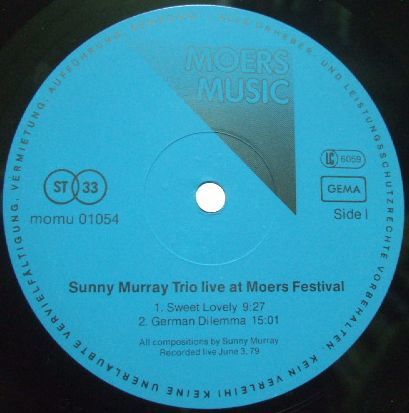 ALLE URHEBER- UND LEISTUNGSSCHUTZRECHTE VORBEHALTEN. KEIN VERLEIH! KEINE UNERLAUBTE VERVIELFÄLTIGUNG, VERMIETUNG, AUFFÜHRUNG, SENDUNG!
MOERS
MUSIC
LC 6059
ST 33
GEMA
momu 01054
Side I
Sunny Murray Trio live at Moers Festival
1. Sweet Lovely 9:27
2. German Dilemma 15:01
All compositions by Sunny Murray
Recorded live June 3, 79